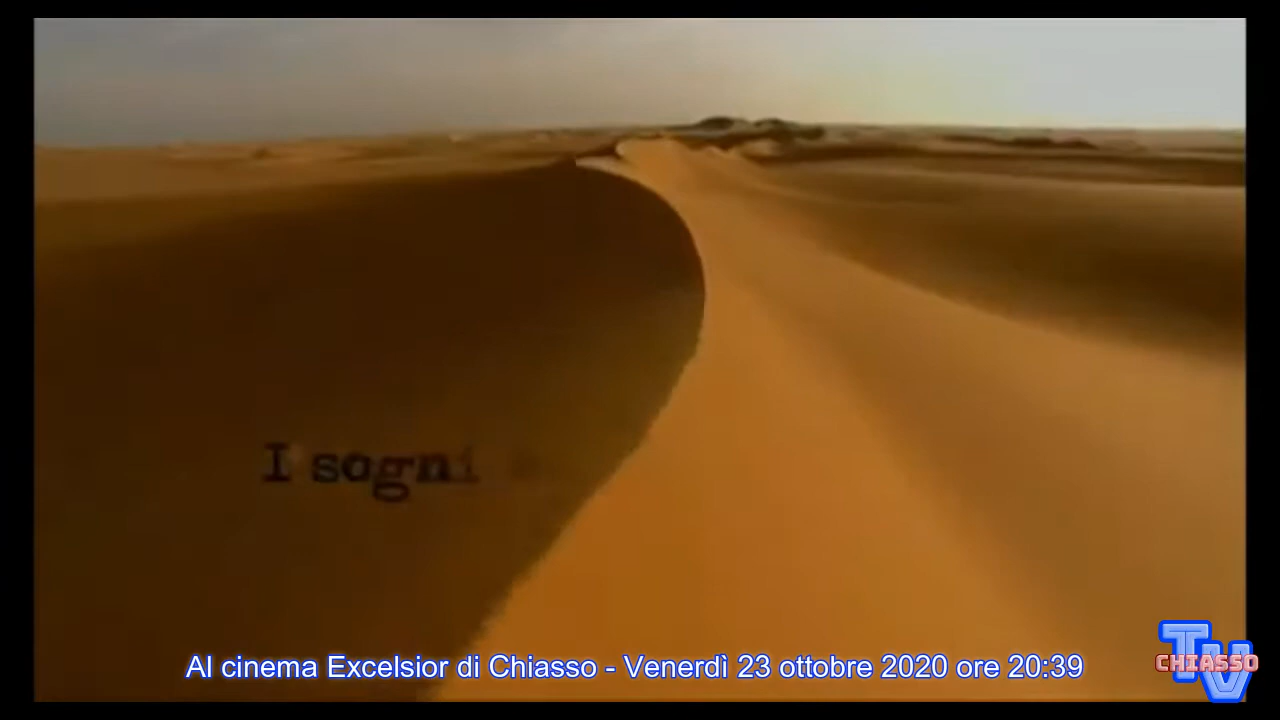 I sogni
Al cinema Excelsior di Chiasso - Venerdì 23 ottobre 2020 ore 20:39
TV
CHIASSO